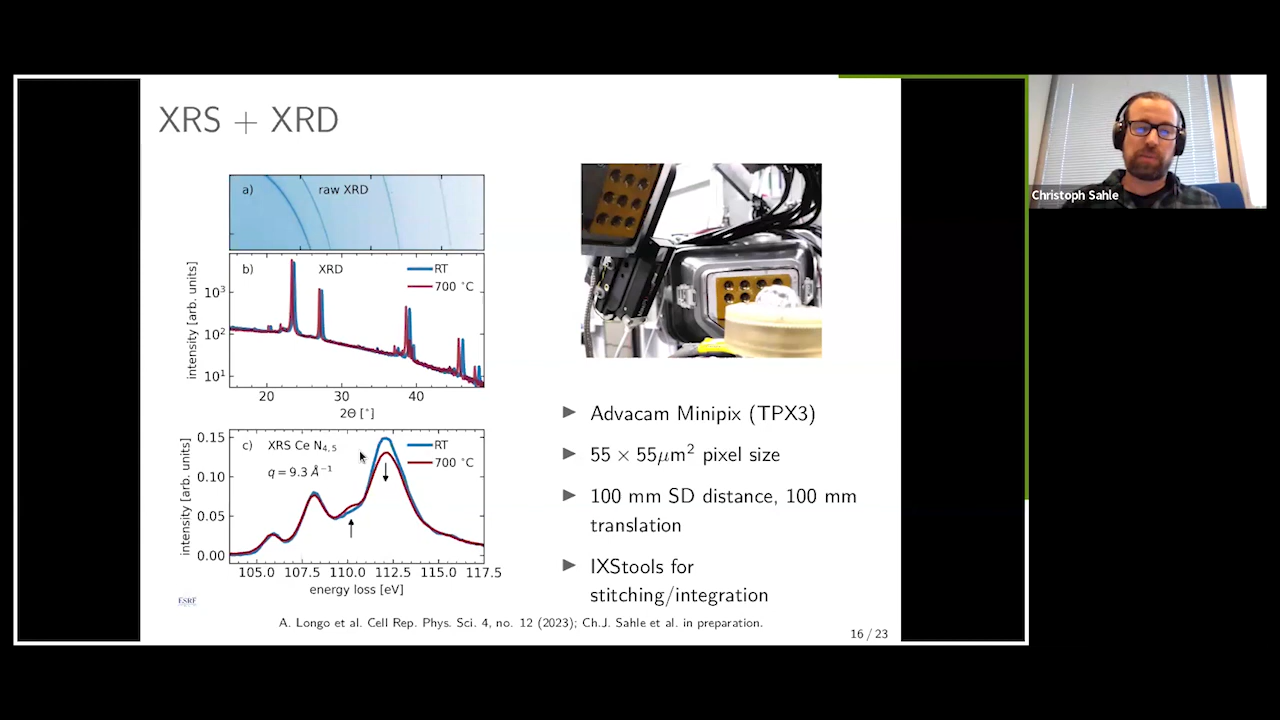 XRS + XRD
a) raw XRD
b) XRD
RT
700 °C
intensity [arb. units]
10³
10²
10¹
20 30 40
2Θ [°]
c) XRS Ce N₄,₅
q = 9.3 Å⁻¹
RT
700 °C
intensity [arb. units]
0.15
0.10
0.05
0.00
105.0 107.5 110.0 112.5 115.0 117.5
energy loss [eV]
ESRF
Advacam Minipix (TPX3)
55 × 55μm² pixel size
100 mm SD distance, 100 mm
translation
IXStools for
stitching/integration
A. Longo et al. Cell Rep. Phys. Sci. 4, no. 12 (2023); Ch.J. Sahle et al. in preparation.
16 / 23
Christoph Sahle